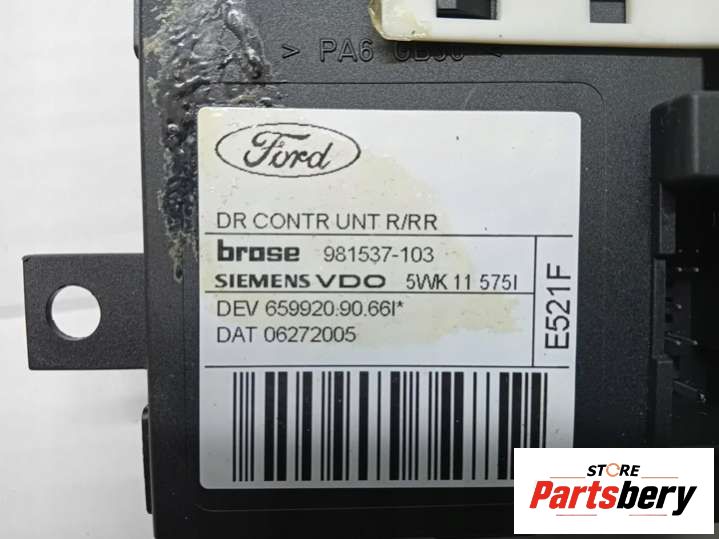 > PA6 GB30 <
Ford
DR CONTR UNT R/RR
brose 981537-103
SIEMENS VDO 5WK 11 575I
DEV 659920.90.66I*
DAT 06272005
E521F
STORE
Partsbery